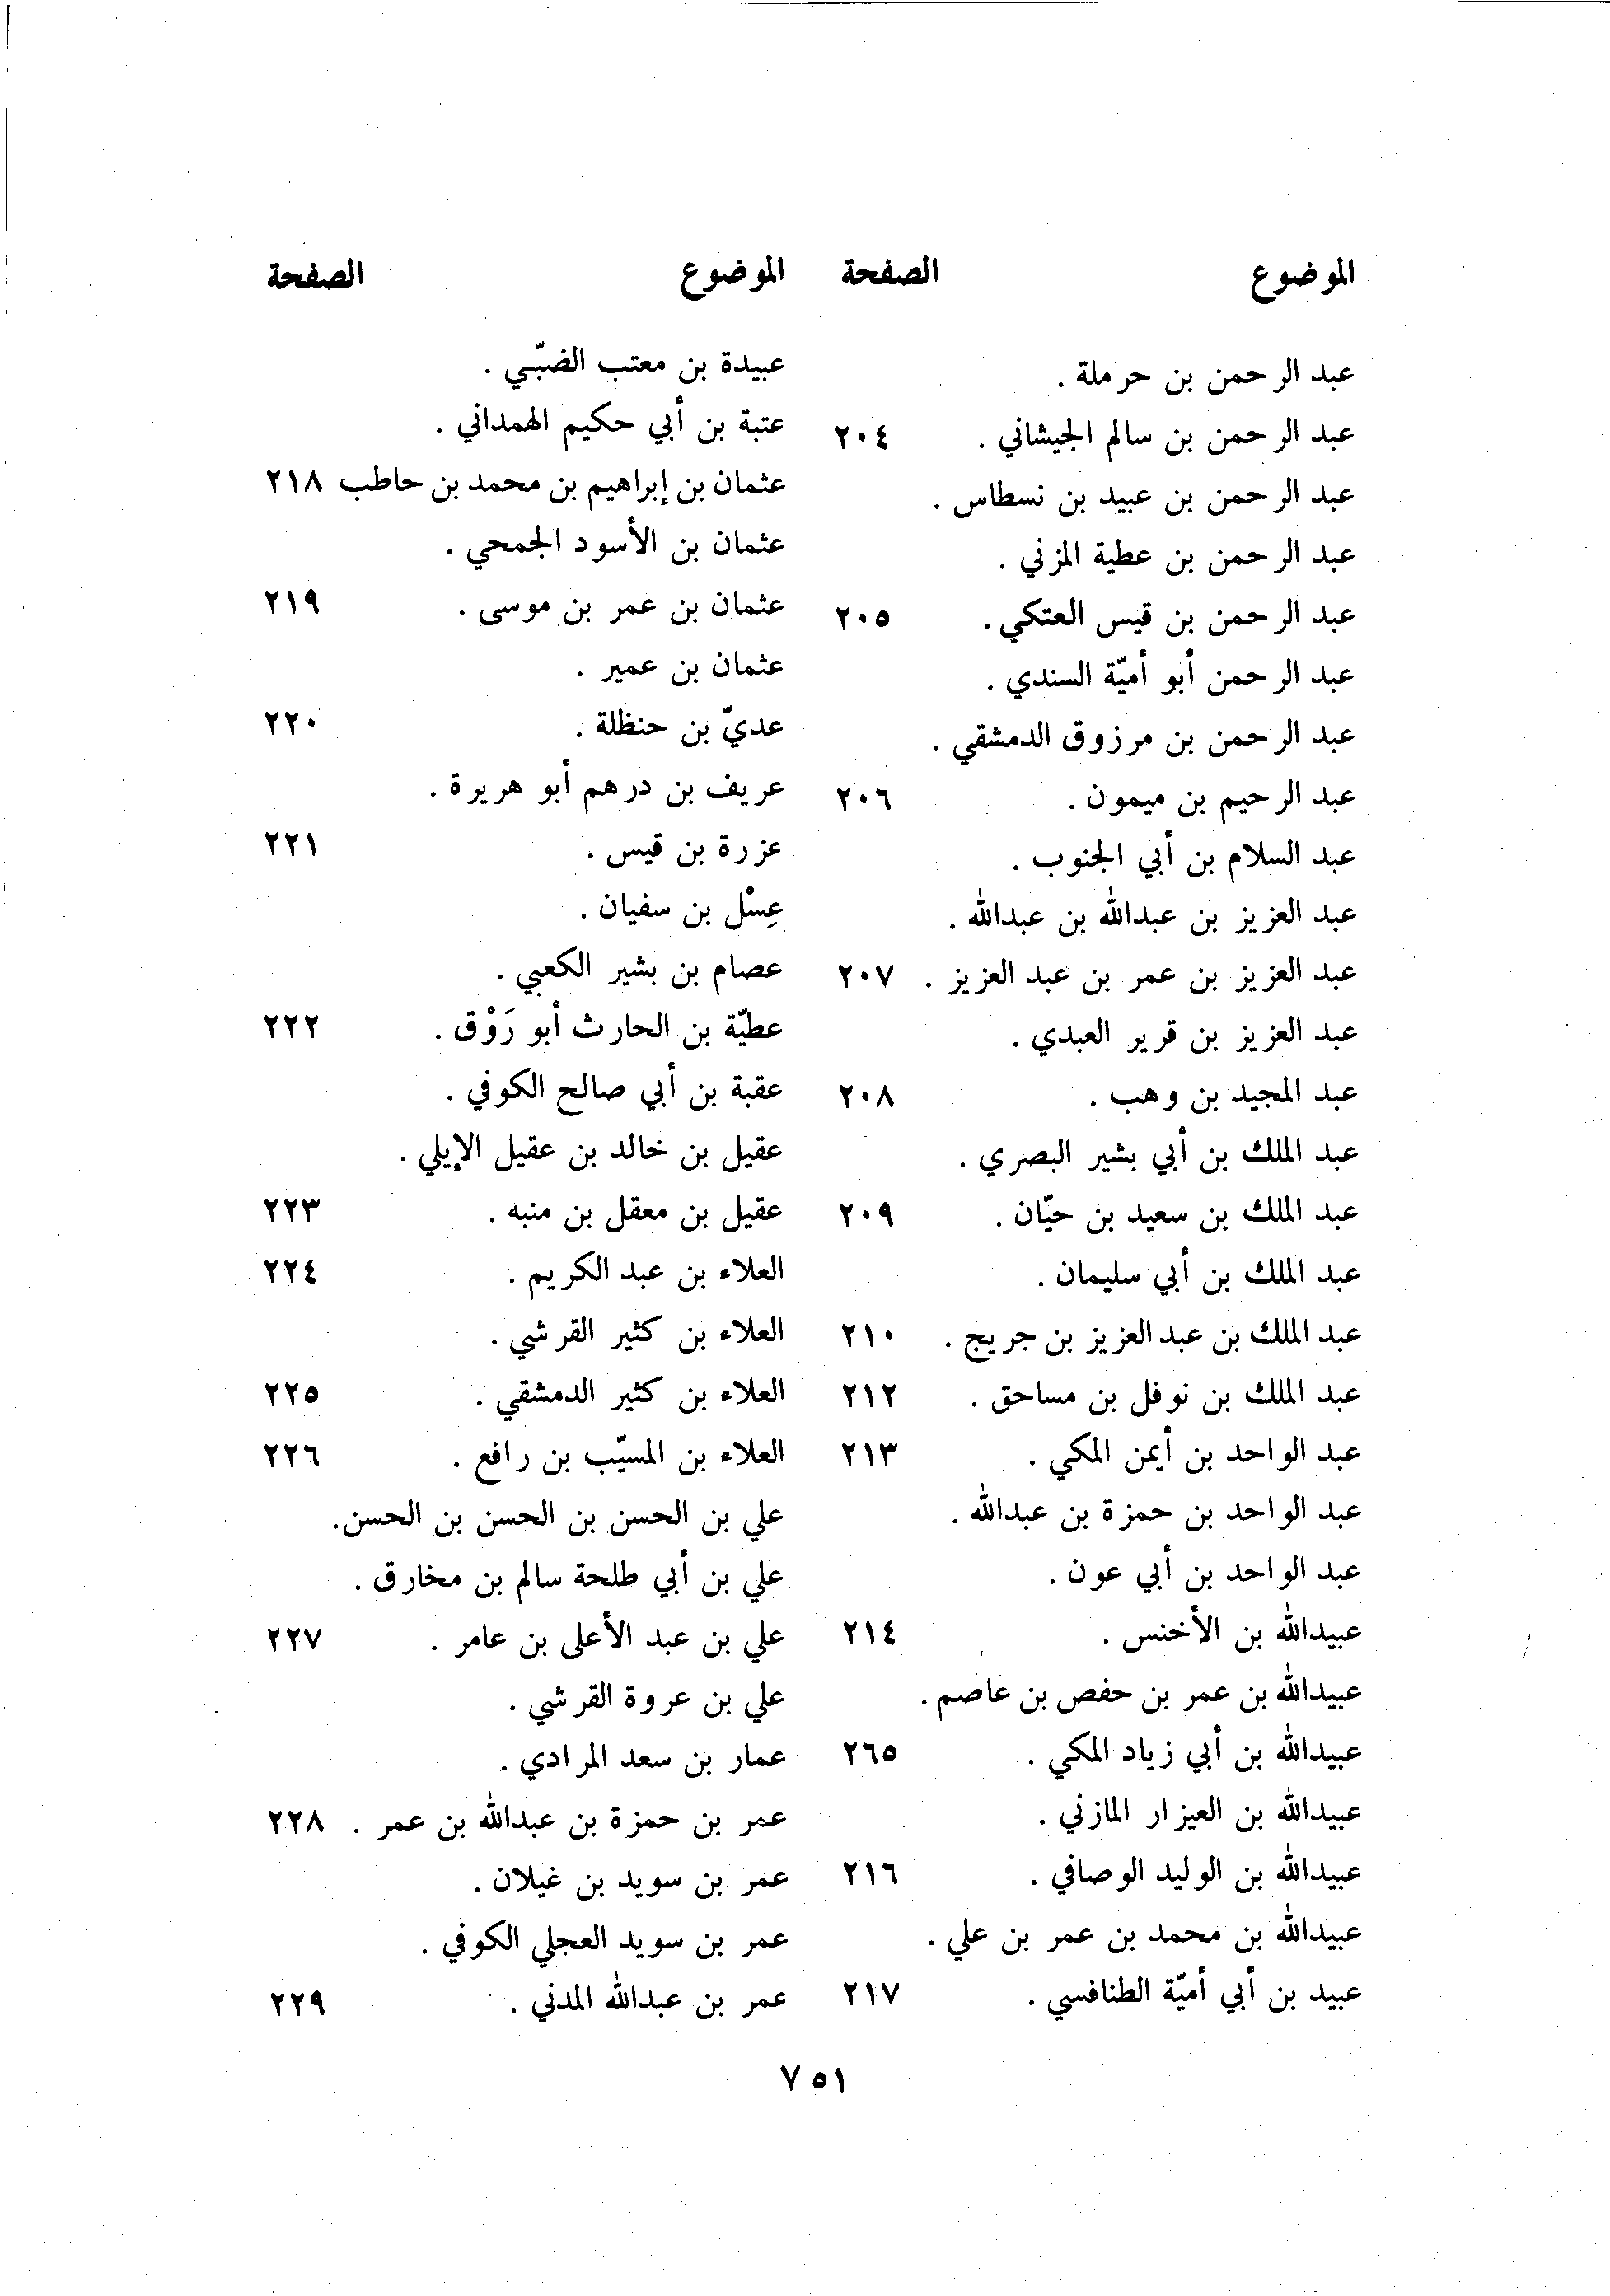 الموضوع الصفحة
عبد الرحمن بن حرملة .
عبد الرحمن بن سالم الجيشاني . ٢٠٤
عبد الرحمن بن عبيد بن نسطاس .
عبد الرحمن بن عطية المزني .
عبد الرحمن بن قيس العتكي . ٢٠٥
عبد الرحمن أبو أميّة السندي .
عبد الرحمن بن مرزوق الدمشقي .
عبد الرحيم بن ميمون . ٢٠٦
عبد السلام بن أبي الجنوب .
عبد العزيز بن عبدالله بن عبدالله .
عبد العزيز بن عمر بن عبد العزيز . ٢٠٧
عبد العزيز بن قرير العبدي .
عبد المجيد بن وهب . ٢٠٨
عبد الملك بن أبي بشير البصري .
عبد الملك بن سعيد بن حيّان . ٢٠٩
عبد الملك بن أبي سليمان .
عبد الملك بن عبد العزيز بن جريج . ٢١٠
عبد الملك بن نوفل بن مساحق . ٢١٢
عبد الواحد بن أيمن المكي . ٢١٣
عبد الواحد بن حمزة بن عبدالله .
عبد الواحد بن أبي عون .
عبيدالله بن الأخنس . ٢١٤
عبيدالله بن عمر بن حفص بن عاصم .
عبيدالله بن أبي زياد المكي . ٢٦٥
عبيدالله بن العيزار المازني .
عبيدالله بن الوليد الوصافي . ٢١٦
عبيدالله بن محمد بن عمر بن علي .
عبيد بن أبي أميّة الطنافسي . ٢١٧
الموضوع الصفحة
عبيدة بن معتب الضبّي .
عتبة بن أبي حكيم الهمداني .
عثمان بن إبراهيم بن محمد بن حاطب ٢١٨
عثمان بن الأسود الجمحي .
عثمان بن عمر بن موسى . ٢١٩
عثمان بن عمير .
عديّ بن حنظلة . ٢٢٠
عريف بن درهم أبو هريرة .
عزرة بن قيس . ٢٢١
عِسْل بن سفيان .
عصام بن بشير الكعبي .
عطيّة بن الحارث أبو رَوْق . ٢٢٢
عقبة بن أبي صالح الكوفي .
عقيل بن خالد بن عقيل الإيلي .
عقيل بن معقل بن منبه . ٢٢٣
العلاء بن عبد الكريم . ٢٢٤
العلاء بن كثير القرشي .
العلاء بن كثير الدمشقي . ٢٢٥
العلاء بن المسيّب بن رافع . ٢٢٦
علي بن الحسن بن الحسن بن الحسن .
علي بن أبي طلحة سالم بن مخارق .
علي بن عبد الأعلى بن عامر . ٢٢٧
علي بن عروة القرشي .
عمار بن سعد المرادي .
عمر بن حمزة بن عبدالله بن عمر . ٢٢٨
عمر بن سويد بن غيلان .
عمر بن سويد العجلي الكوفي .
عمر بن عبدالله المدني . ٢٢٩
٧٥١